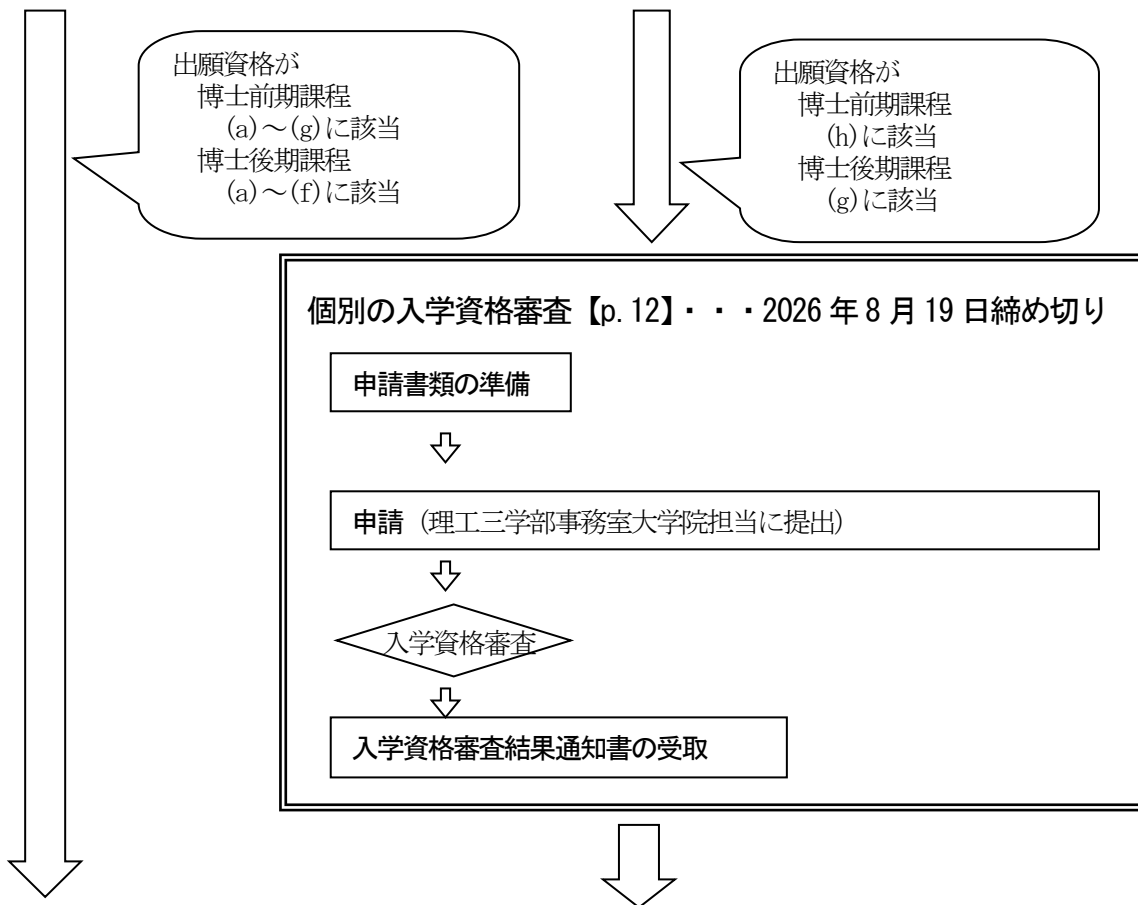 出願資格が
博士前期課程
(a)～(g)に該当
博士後期課程
(a)～(f)に該当
出願資格が
博士前期課程
(h)に該当
博士後期課程
(g)に該当
個別の入学資格審査【p.12】・・・2026年8月19日締め切り
申請書類の準備
申請（理工三学部事務室大学院担当に提出）
入学資格審査
入学資格審査結果通知書の受取